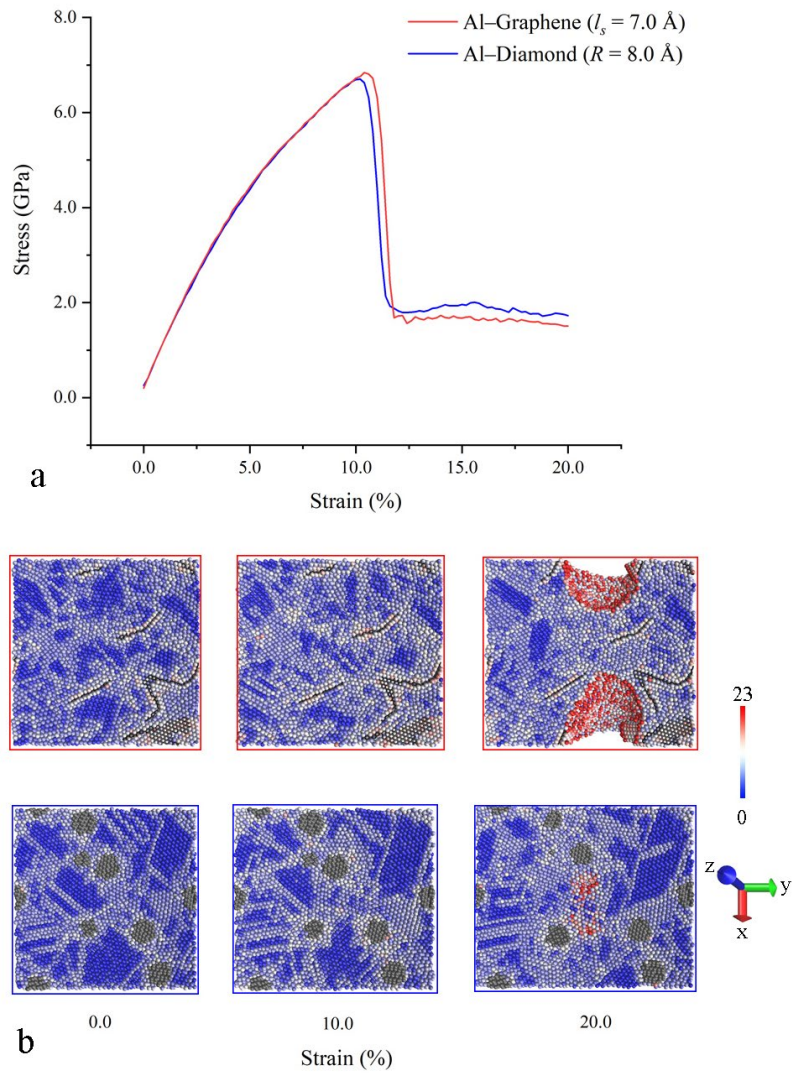 8.0
6.0
4.0
2.0
0.0
Stress (GPa)
Al–Graphene (lₛ = 7.0 Å)
Al–Diamond (R = 8.0 Å)
0.0 5.0 10.0 15.0 20.0
Strain (%)
a
23
0
z
y
x
0.0 10.0 20.0
b
Strain (%)